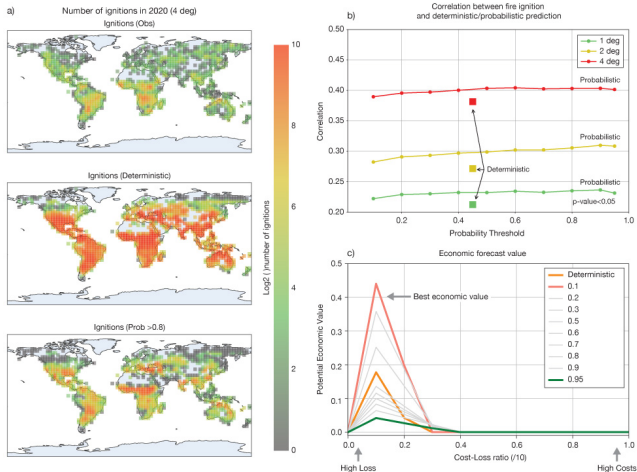 a)
Number of ignitions in 2020 (4 deg)
Ignitions (Obs)
Ignitions (Deterministic)
Ignitions (Prob >0.8)
10
8
6
4
2
0
Log2 ( )number of ignitions
b)
Correlation between fire ignition
and deterministic/probabilistic prediction
0.50
0.45
0.40
0.35
0.30
0.25
0.20
Correlation
1 deg
2 deg
4 deg
Probabilistic
Probabilistic
Deterministic
Probabilistic
p-value<0.05
0.2
0.4
0.6
0.8
1.0
Probability Threshold
c)
Economic forecast value
0.5
0.4
0.3
0.2
0.1
0.0
Potential Economic Value
Best economic value
Deterministic
0.1
0.2
0.3
0.5
0.6
0.7
0.8
0.9
0.95
0.0
0.2
0.4
0.6
0.8
1.0
Cost-Loss ratio (/10)
High Loss
High Costs